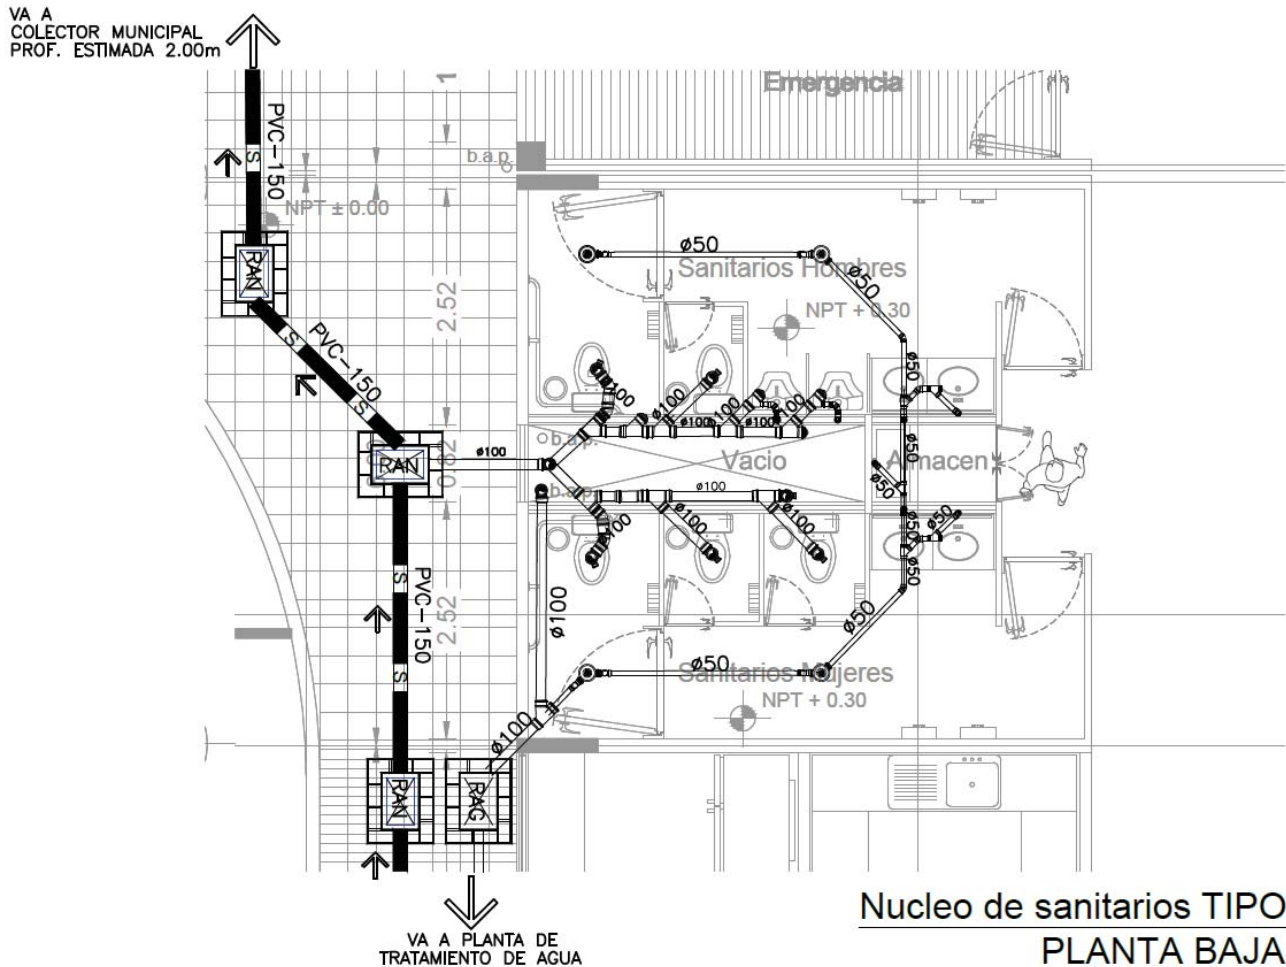 VA A
COLECTOR MUNICIPAL
PROF. ESTIMADA 2.00m
Emergencia
1
PVC-150
S
b.a.p.
NPT ± 0.00
RAN
ø50
Sanitarios Hombres
ø50
NPT + 0.30
2.52
PVC-150
S
S
ø50
ø100
ø100
ø100
ø100
ø100
ø100
ø50
RAN
0.82
ø100
b.a.p.
Vacio
Almacen
b.a.p.
ø100
ø50
ø50
ø50
ø100
ø100
ø100
ø50
S
PVC-150
2.52
ø100
ø50
S
ø50
Sanitarios Mujeres
NPT + 0.30
ø100
RAN
RAG
VA A PLANTA DE
TRATAMIENTO DE AGUA
Nucleo de sanitarios TIPO
PLANTA BAJA